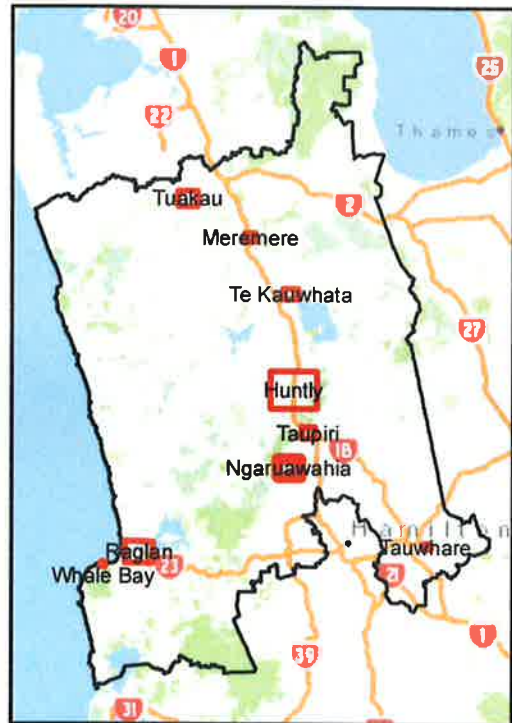 20
1
25
22
Thames
Tuakau
2
Meremere
Te Kauwhata
27
Huntly
Taupiri
1B
Ngaruawahia
Hamilton
Raglan
Tauwhare
23
Whale Bay
21
1
39
31